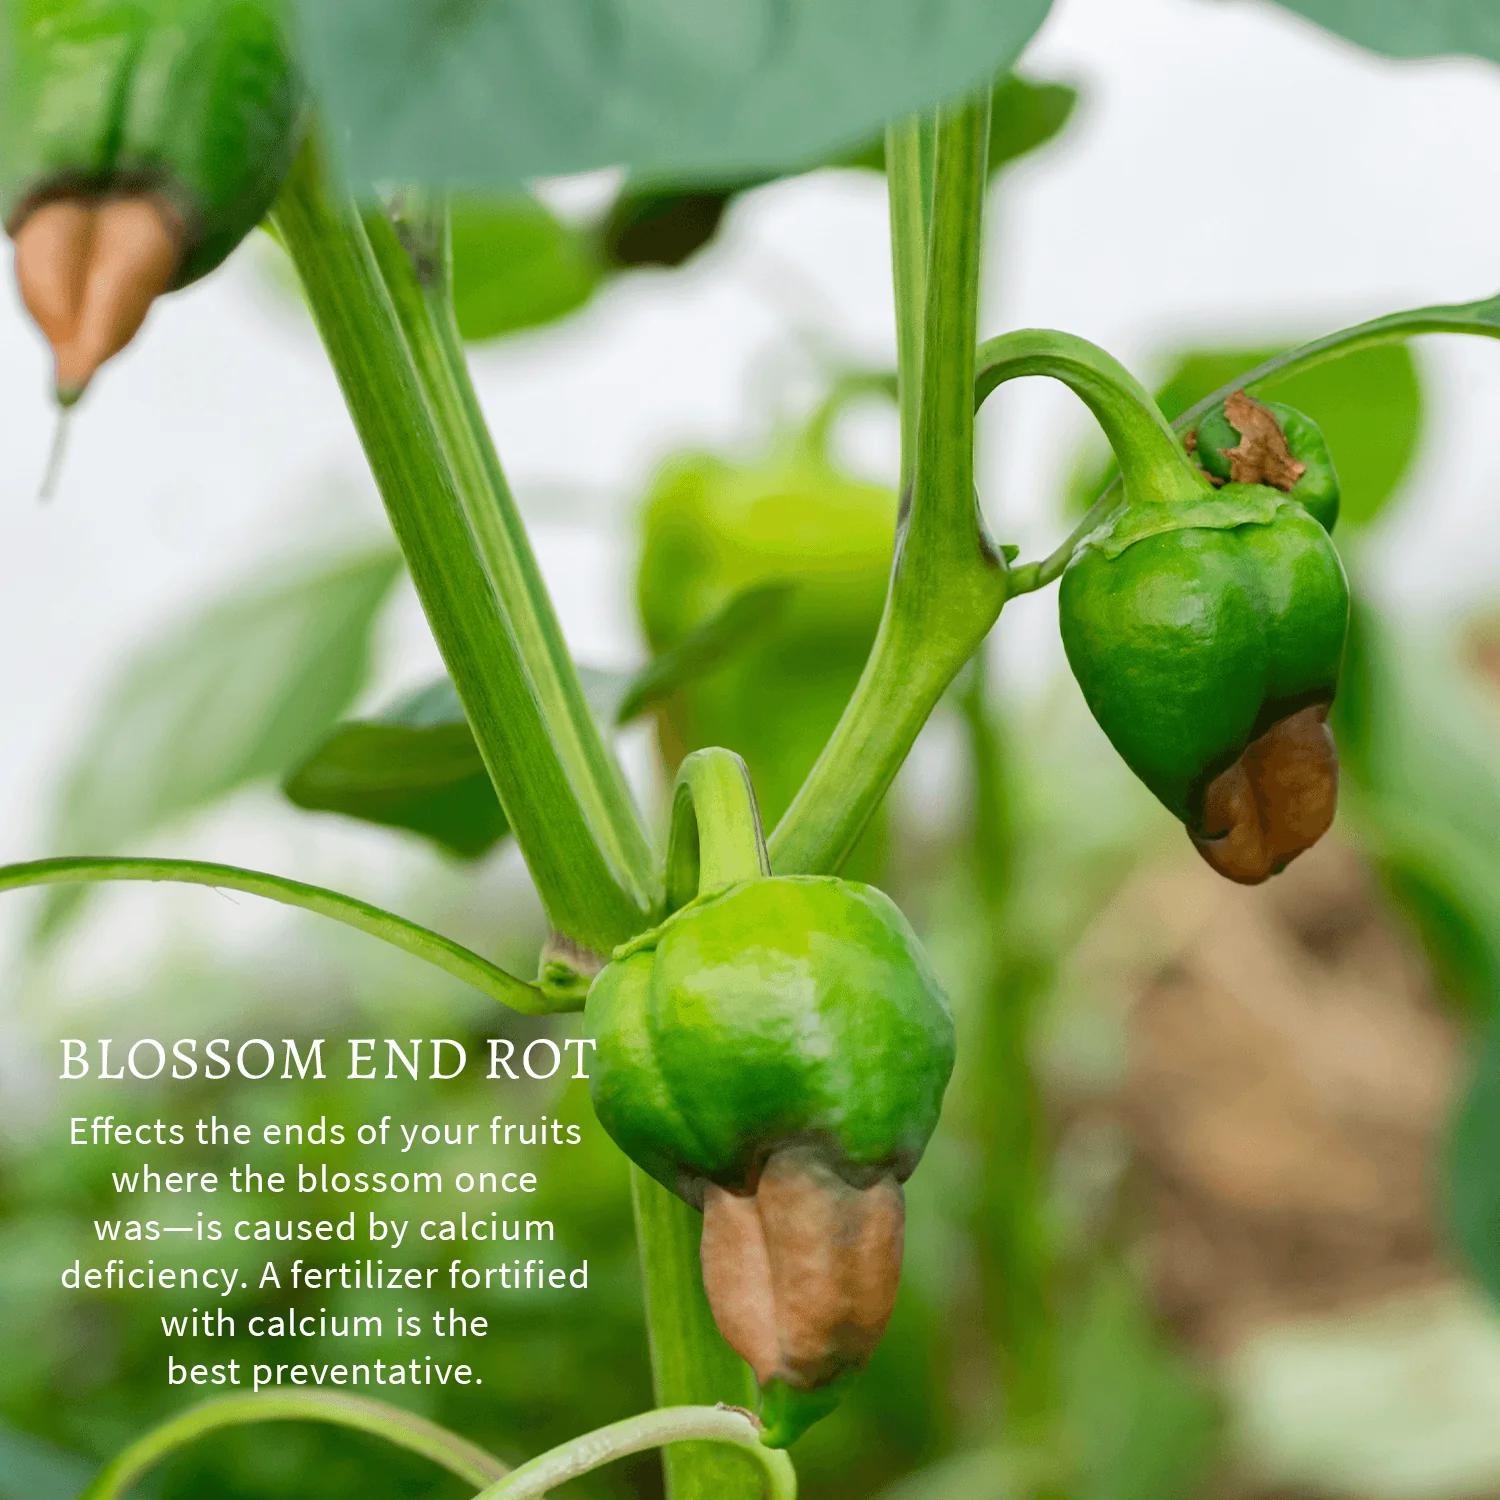 BLOSSOM END ROT
Effects the ends of your fruits
where the blossom once
was—is caused by calcium
deficiency. A fertilizer fortified
with calcium is the
best preventative.